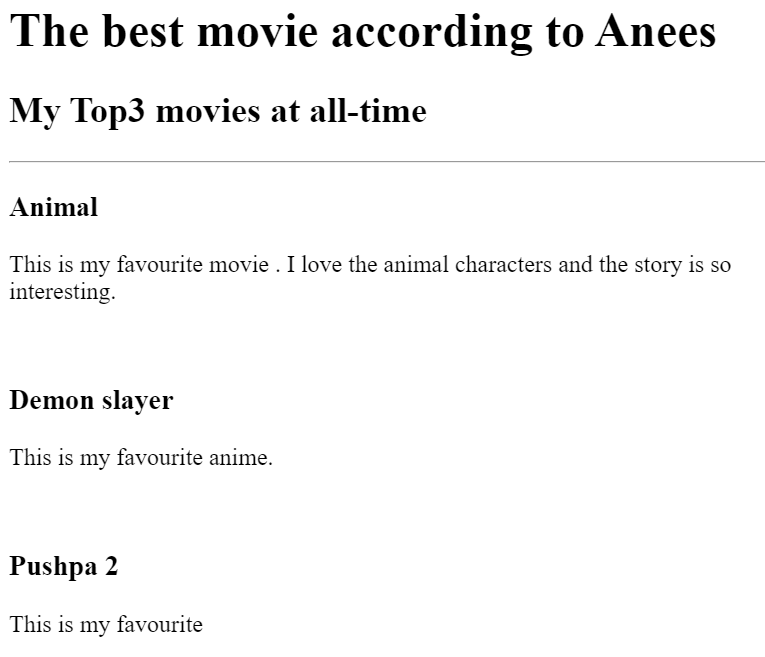 The best movie according to Anees
My Top3 movies at all-time
Animal
This is my favourite movie . I love the animal characters and the story is so
interesting.
Demon slayer
This is my favourite anime.
Pushpa 2
This is my favourite